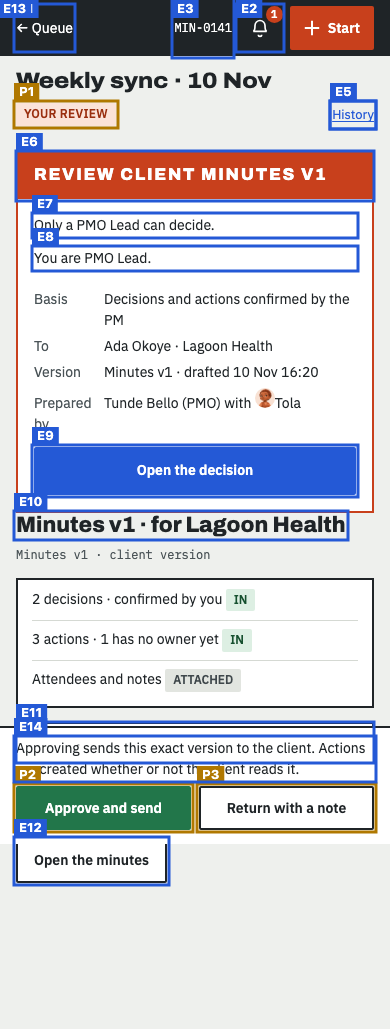 E13
← Queue
E3
MIN-0141
E2
1
Start
Weekly sync · 10 Nov
P1
YOUR REVIEW
E5
History
E6
REVIEW CLIENT MINUTES V1
E7
Only a PMO Lead can decide.
E8
You are PMO Lead.
Basis Decisions and actions confirmed by the
PM
To Ada Okoye · Lagoon Health
Version Minutes v1 · drafted 10 Nov 16:20
Prepared Tunde Bello (PMO) with Tola
by
E9
Open the decision
E10
Minutes v1 · for Lagoon Health
Minutes v1 · client version
2 decisions · confirmed by you IN
3 actions · 1 has no owner yet IN
Attendees and notes ATTACHED
E11
E14
Approving sends this exact version to the client. Actions
created whether or not the client reads it.
P2
P3
Approve and send
Return with a note
E12
Open the minutes